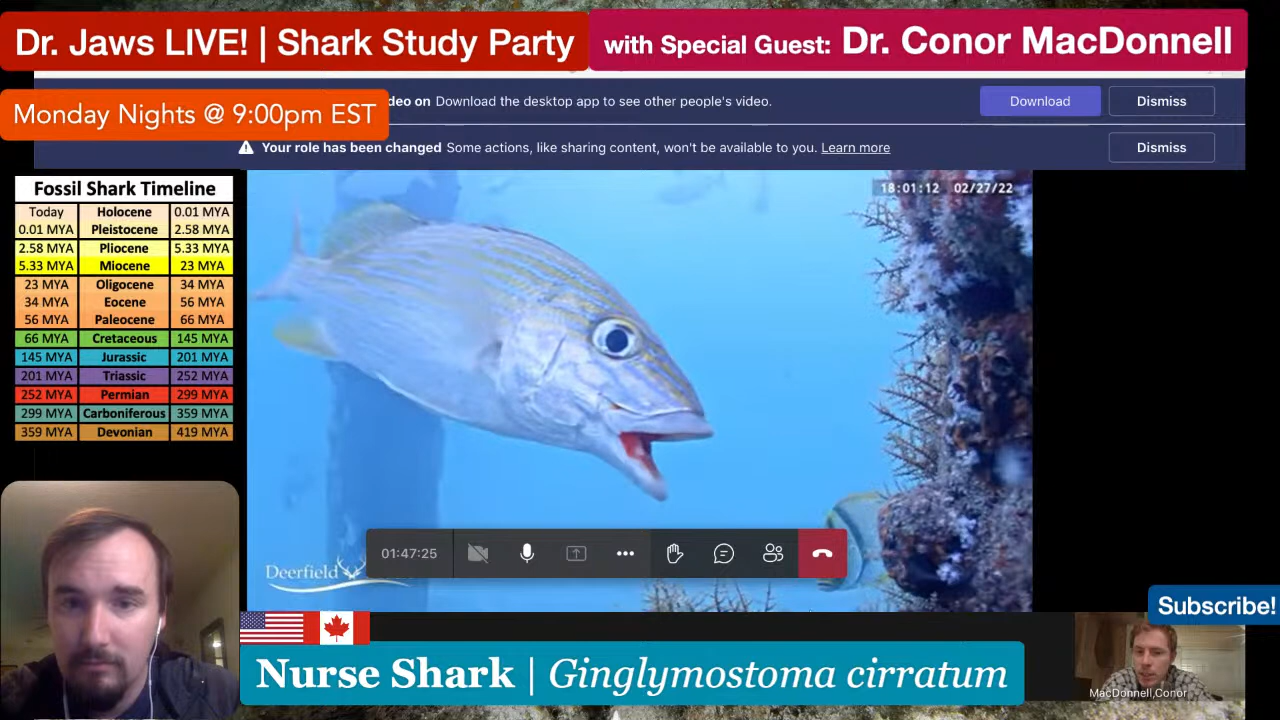 Dr. Jaws LIVE! | Shark Study Party
with Special Guest: Dr. Conor MacDonnell
Monday Nights @ 9:00pm EST
deo on Download the desktop app to see other people's video.
Download
Dismiss
Your role has been changed Some actions, like sharing content, won't be available to you. Learn more
Dismiss
18:01:12 02/27/22
Fossil Shark Timeline
Today Holocene 0.01 MYA
0.01 MYA Pleistocene 2.58 MYA
2.58 MYA Pliocene 5.33 MYA
5.33 MYA Miocene 23 MYA
23 MYA Oligocene 34 MYA
34 MYA Eocene 56 MYA
56 MYA Paleocene 66 MYA
66 MYA Cretaceous 145 MYA
145 MYA Jurassic 201 MYA
201 MYA Triassic 252 MYA
252 MYA Permian 299 MYA
299 MYA Carboniferous 359 MYA
359 MYA Devonian 419 MYA
01:47:25
Deerfield
Subscribe!
Nurse Shark | Ginglymostoma cirratum
MacDonnell,Conor